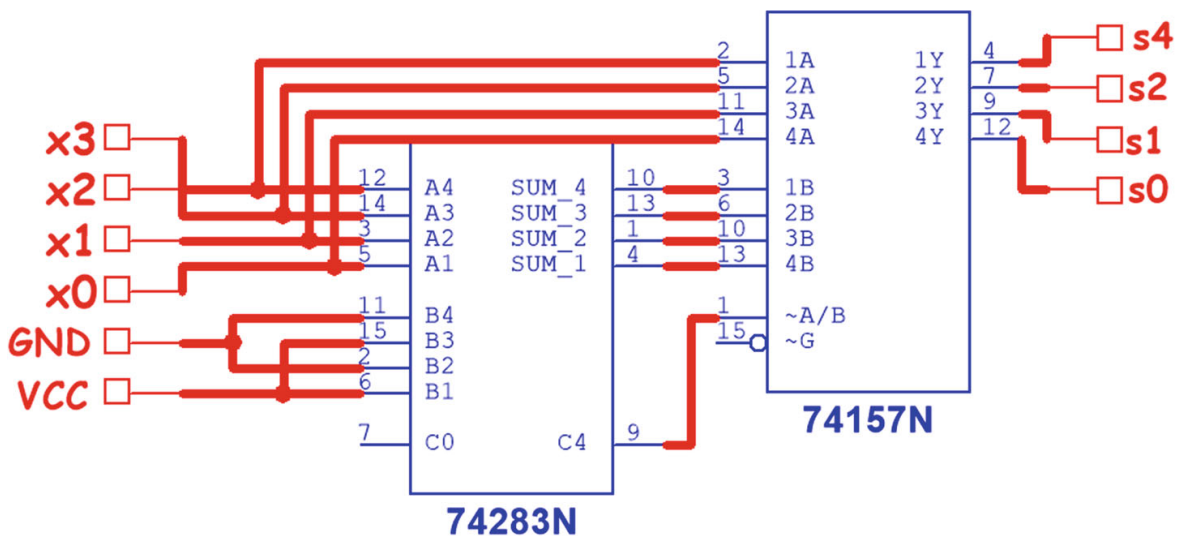 2 1A 1Y 4 s4
5 2A 2Y 7 s2
11 3A 3Y 9 s1
14 4A 4Y 12 s0
x3
x2 12 A4 SUM_4 10 3 1B
14 A3 SUM_3 13 6 2B
x1 3 A2 SUM_2 1 10 3B
x0 5 A1 SUM_1 4 13 4B
11 B4 1 ~A/B
GND 15 B3 15 ~G
2 B2
VCC 6 B1
74157N
7 C0 C4 9
74283N